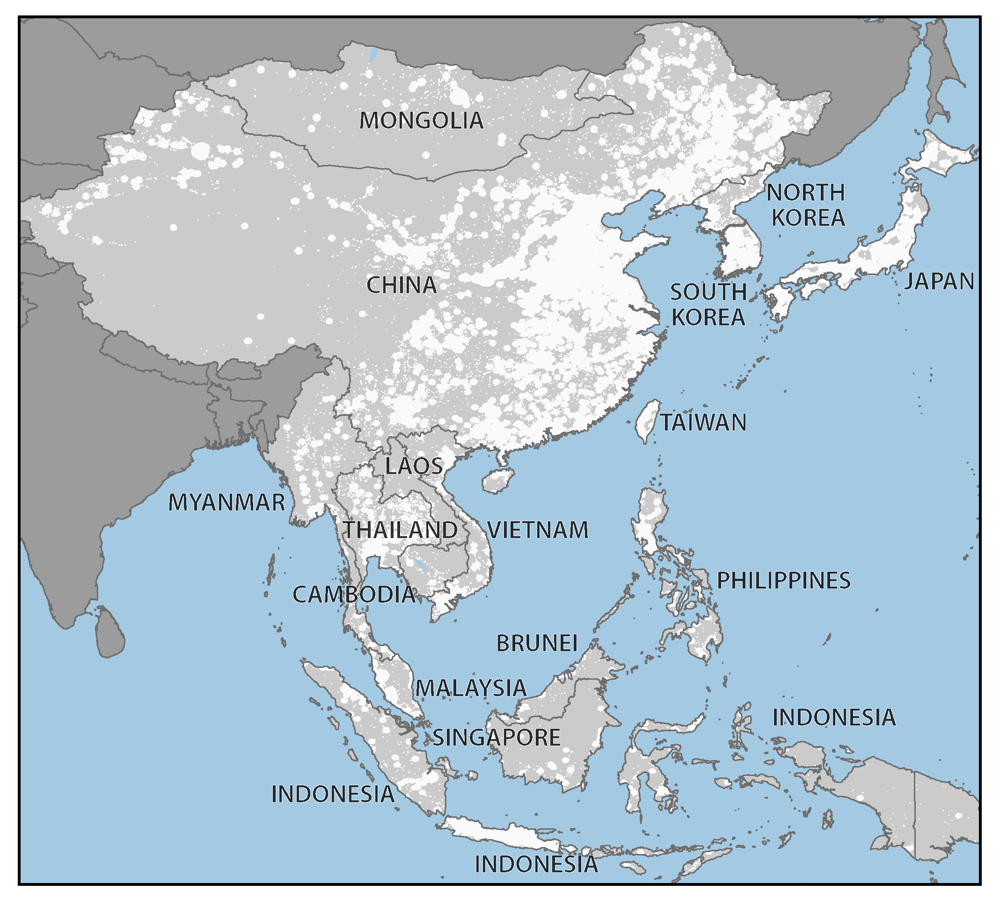 MONGOLIA
NORTH
KOREA
CHINA
JAPAN
SOUTH
KOREA
TAIWAN
LAOS
MYANMAR
THAILAND
VIETNAM
PHILIPPINES
CAMBODIA
BRUNEI
MALAYSIA
INDONESIA
SINGAPORE
INDONESIA
INDONESIA